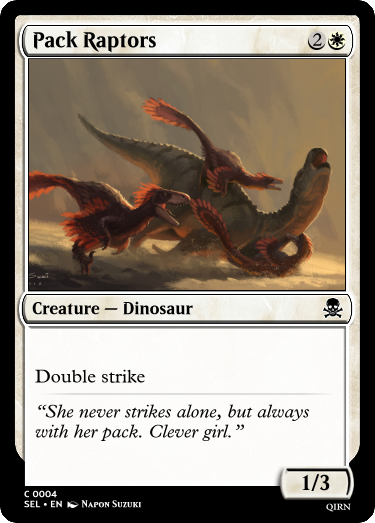 Pack Raptors
2
Creature — Dinosaur
Double strike
“She never strikes alone, but always
with her pack. Clever girl.”
1/3
C 0004
SEL • EN Napon Suzuki
QIRN